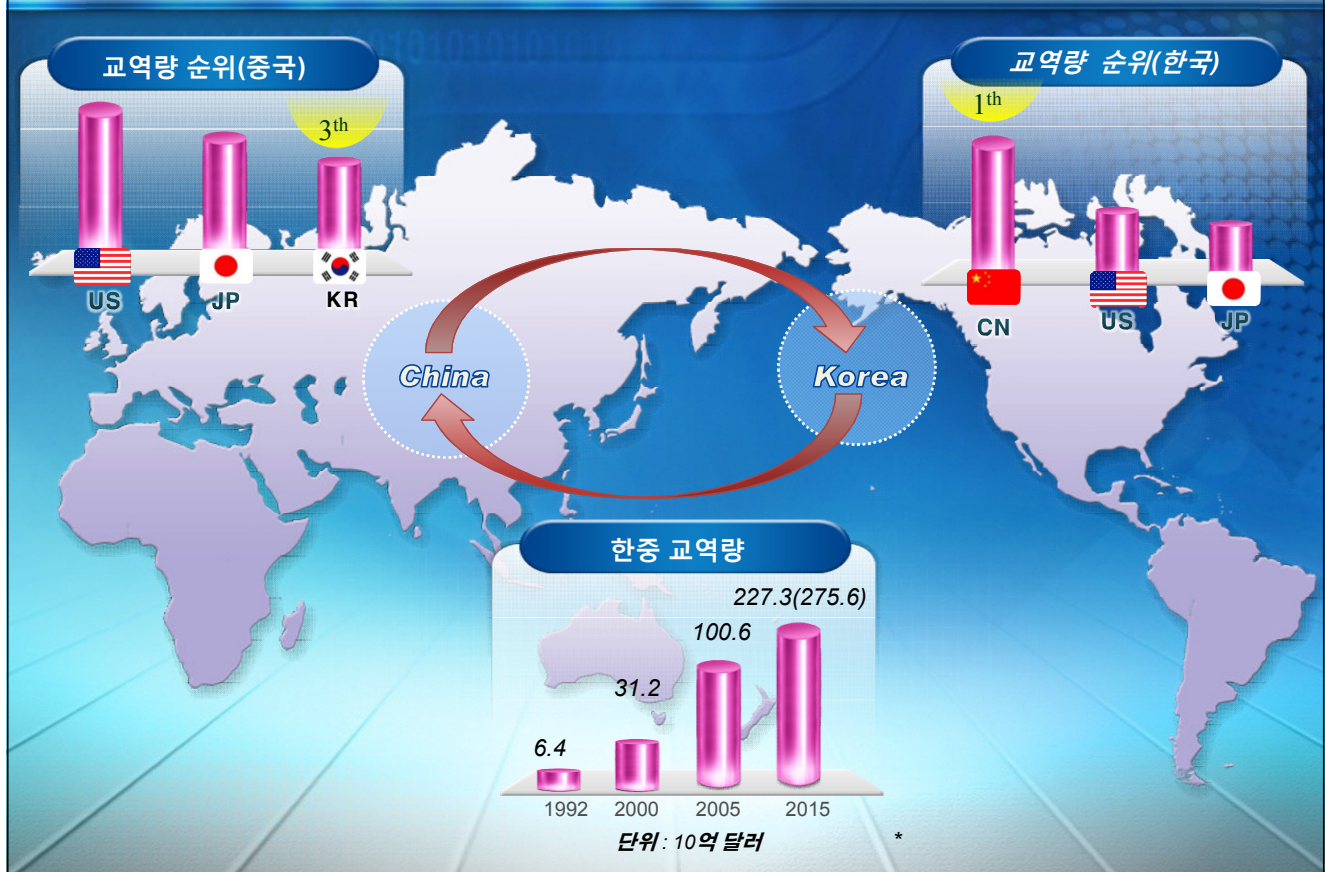 교역량 순위(중국)
3th
US
JP
KR
교역량 순위(한국)
1th
CN
US
JP
China
Korea
한중 교역량
227.3(275.6)
100.6
31.2
6.4
1992 2000 2005 2015
단위 : 10억 달러 *